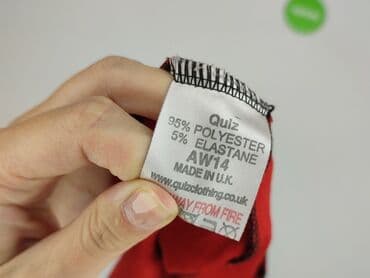 Quiz
95% POLYESTER
5% ELASTANE
AW14
MADE IN U.K.
www.quizclothing.co.uk
AWAY FROM FIRE